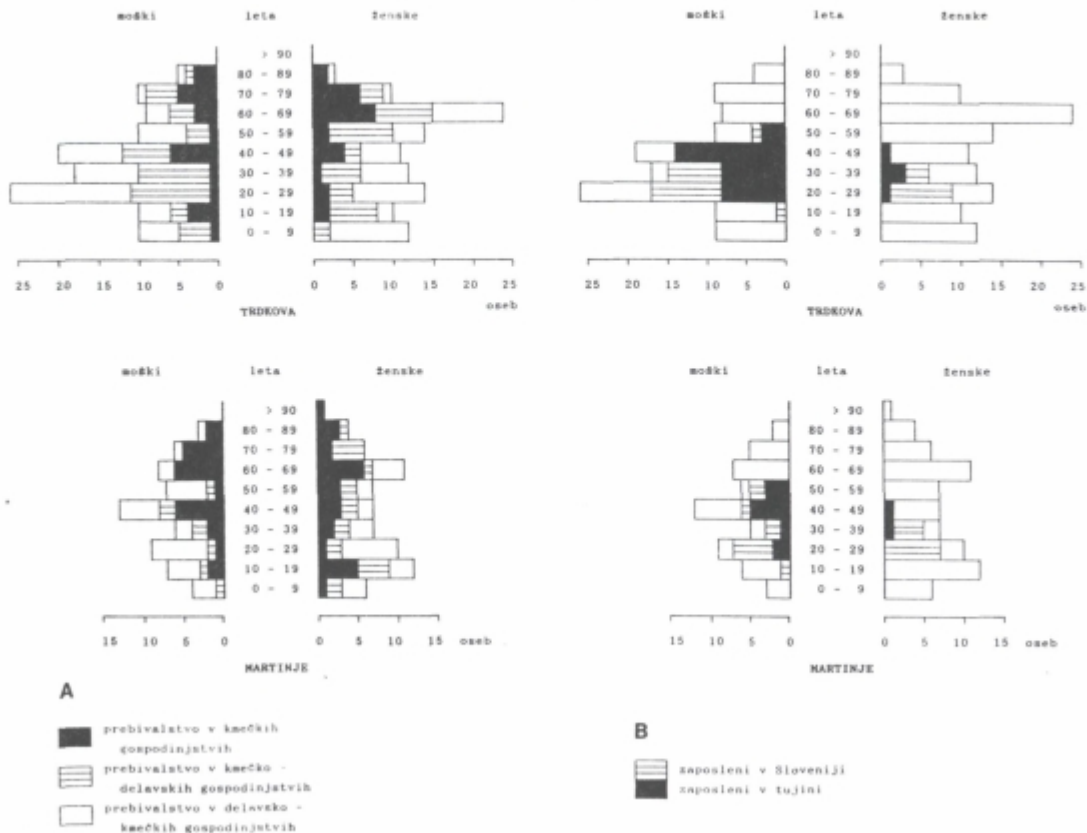 moški leta ženske
> 90
80 - 89
70 - 79
60 - 69
50 - 59
40 - 49
30 - 39
20 - 29
10 - 19
0 - 9
25 20 15 10 5 0 0 5 10 15 20 25
oseb
TRDKOVA
moški leta ženske
> 90
80 - 89
70 - 79
60 - 69
50 - 59
40 - 49
30 - 39
20 - 29
10 - 19
0 - 9
25 20 15 10 5 0 0 5 10 15 20 25
oseb
TRDKOVA
moški leta ženske
> 90
80 - 89
70 - 79
60 - 69
50 - 59
40 - 49
30 - 39
20 - 29
10 - 19
0 - 9
15 10 5 0 0 5 10 15 oseb
MARTINJE
moški leta ženske
> 90
80 - 89
70 - 79
60 - 69
50 - 59
40 - 49
30 - 39
20 - 29
10 - 19
0 - 9
15 10 5 0 0 5 10 15 oseb
MARTINJE
A
prebivalstvo v kmečkih
gospodinjstvih
prebivalstvo v kmečko -
delavskih gospodinjstvih
prebivalstvo v delavsko -
kmečkih gospodinjstvih
B
zaposleni v Sloveniji
zaposleni v tujini